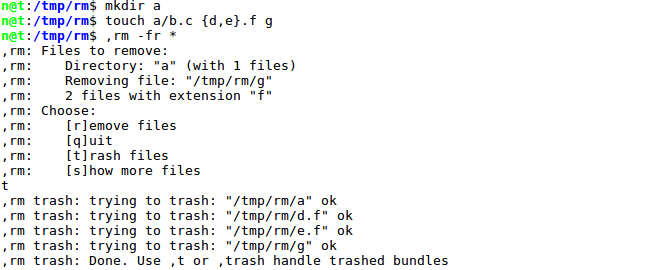 n@t:/tmp/rm$ mkdir a
n@t:/tmp/rm$ touch a/b.c {d,e}.f g
n@t:/tmp/rm$ ,rm -fr *
,rm: Files to remove:
,rm:    Directory: "a" (with 1 files)
,rm:    Removing file: "/tmp/rm/g"
,rm:    2 files with extension "f"
,rm: Choose:
,rm:    [r]emove files
,rm:    [q]uit
,rm:    [t]rash files
,rm:    [s]how more files
t
,rm trash: trying to trash: "/tmp/rm/a" ok
,rm trash: trying to trash: "/tmp/rm/d.f" ok
,rm trash: trying to trash: "/tmp/rm/e.f" ok
,rm trash: trying to trash: "/tmp/rm/g" ok
,rm trash: Done. Use ,t or ,trash handle trashed bundles